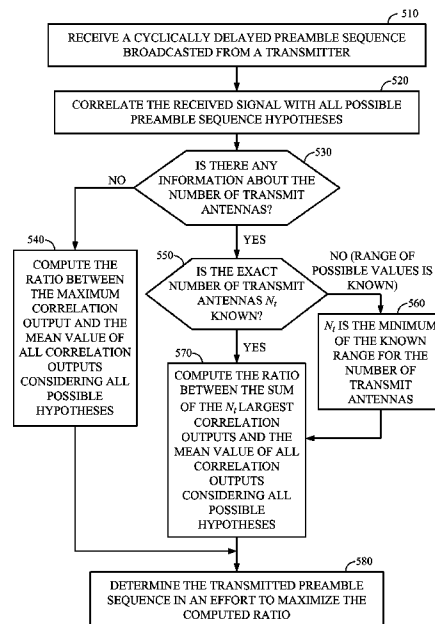 510
RECEIVE A CYCLICALLY DELAYED PREAMBLE SEQUENCE
BROADCASTED FROM A TRANSMITTER
520
CORRELATE THE RECEIVED SIGNAL WITH ALL POSSIBLE
PREAMBLE SEQUENCE HYPOTHESES
530
IS THERE ANY
INFORMATION ABOUT THE
NUMBER OF TRANSMIT
ANTENNAS?
NO
YES
540
COMPUTE THE
RATIO BETWEEN
THE MAXIMUM
CORRELATION
OUTPUT AND THE
MEAN VALUE OF
ALL CORRELATION
OUTPUTS
CONSIDERING ALL
POSSIBLE
HYPOTHESES
550
IS THE EXACT
NUMBER OF TRANSMIT
ANTENNAS Nt
KNOWN?
NO (RANGE OF
POSSIBLE VALUES IS
KNOWN)
YES
560
Nt IS THE MINIMUM
OF THE KNOWN
RANGE FOR THE
NUMBER OF
TRANSMIT
ANTENNAS
570
COMPUTE THE RATIO
BETWEEN THE SUM
OF THE Nt LARGEST
CORRELATION
OUTPUTS AND THE
MEAN VALUE OF ALL
CORRELATION
OUTPUTS
CONSIDERING ALL
POSSIBLE
HYPOTHESES
580
DETERMINE THE TRANSMITTED PREAMBLE
SEQUENCE IN AN EFFORT TO MAXIMIZE THE
COMPUTED RATIO